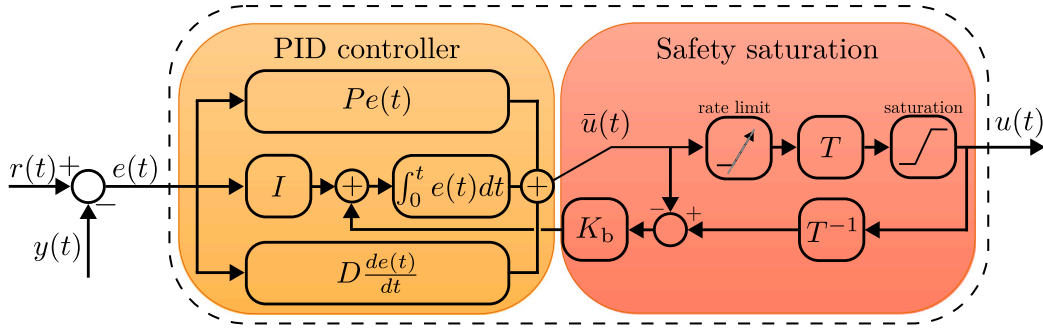 PID controller
Safety saturation
Pe(t)
rate limit
saturation
ū(t)
u(t)
r(t)
+
e(t)
I
+
∫₀ᵗ e(t)dt
+
T
−
−
+
y(t)
K_b
T⁻¹
D de(t)/dt